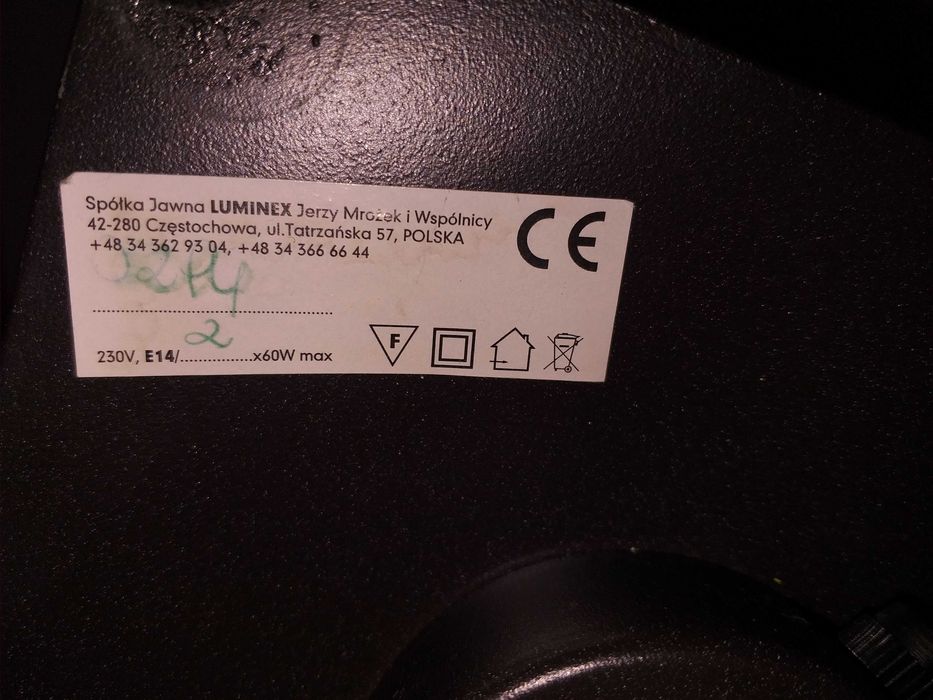 Spółka Jawna LUMINEX Jerzy Mrożek i Wspólnicy
42-280 Częstochowa, ul.Tatrzańska 57, POLSKA
+48 34 362 93 04, +48 34 366 66 44
CE
.......................................................
2
230V, E14/.................x60W max
F